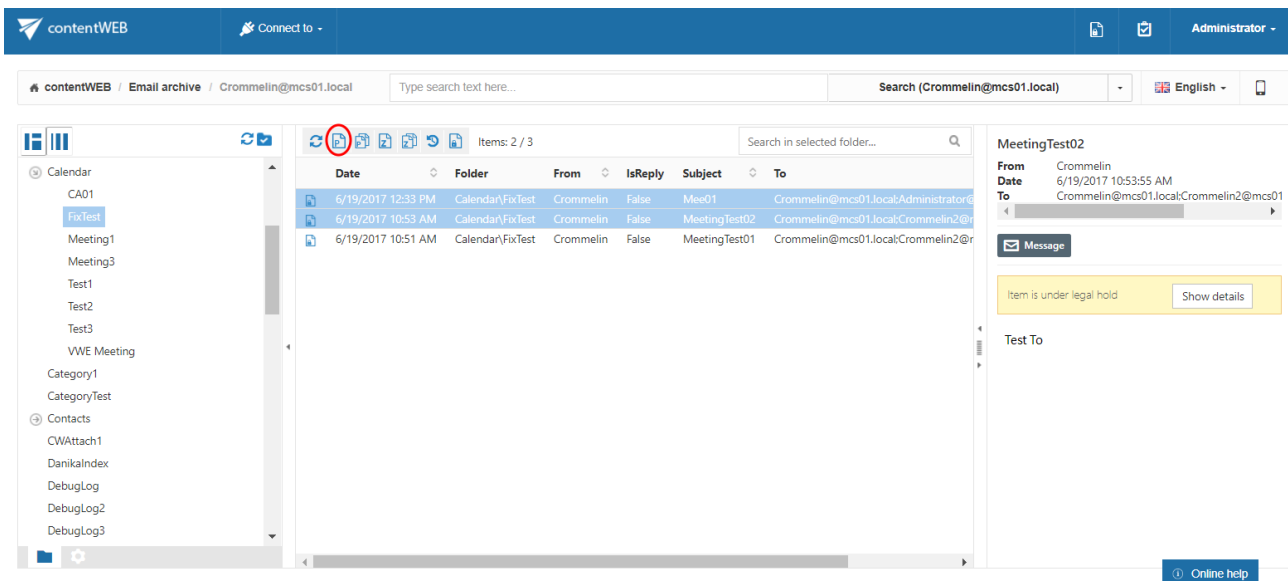 contentWEB
Connect to
Administrator
contentWEB / Email archive / Crommelin@mcs01.local
Type search text here...
Search (Crommelin@mcs01.local)
English
Calendar
CA01
FixTest
Meeting1
Meeting3
Test1
Test2
Test3
VWE Meeting
Category1
CategoryTest
Contacts
CWAttach1
DanikaIndex
DebugLog
DebugLog2
DebugLog3
Items: 2 / 3
Search in selected folder...
Date Folder From IsReply Subject To
6/19/2017 12:33 PM Calendar\FixTest Crommelin False Mee01 Crommelin@mcs01.local;Administrator@
6/19/2017 10:53 AM Calendar\FixTest Crommelin False MeetingTest02 Crommelin@mcs01.local;Crommelin2@r
6/19/2017 10:51 AM Calendar\FixTest Crommelin False MeetingTest01 Crommelin@mcs01.local;Crommelin2@r
MeetingTest02
From Crommelin
Date 6/19/2017 10:53:55 AM
To Crommelin@mcs01.local;Crommelin2@mcs01
Message
Item is under legal hold
Show details
Test To
Online help